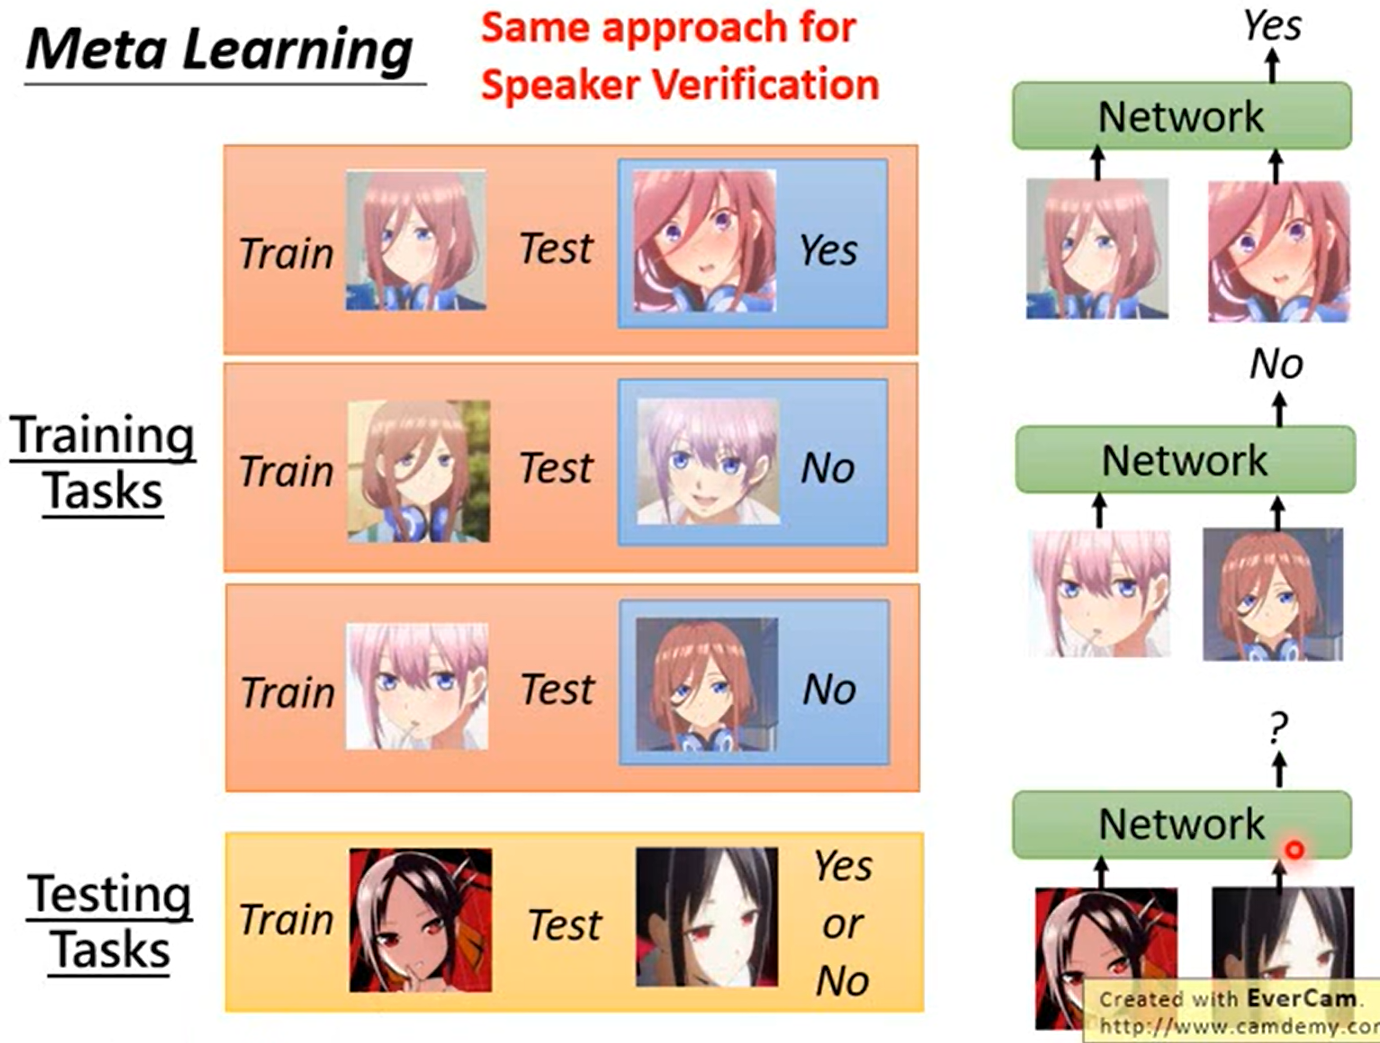 Meta Learning
Same approach for
Speaker Verification
Yes
Network
Train
Test
Yes
No
Training
Tasks
Train
Test
No
Network
Train
Test
No
?
Network
Testing
Tasks
Train
Test
Yes
or
No
Created with EverCam.
http://www.camdemy.com